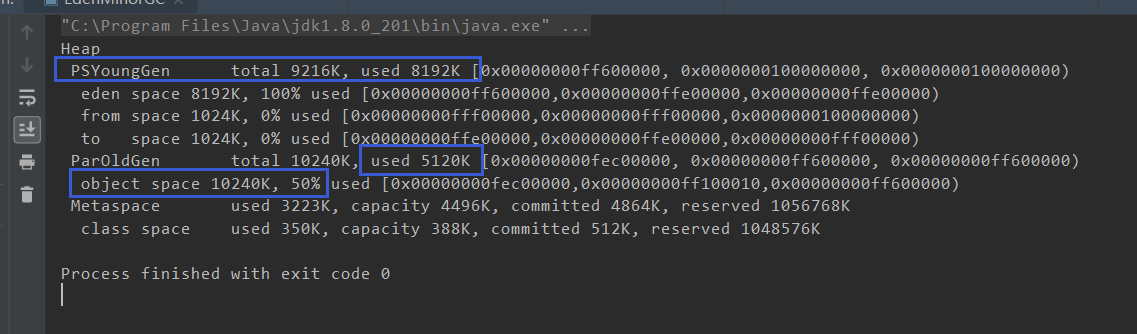 EdenMinorGC
"C:\Program Files\Java\jdk1.8.0_201\bin\java.exe" ...
Heap
PSYoungGen total 9216K, used 8192K [0x00000000ff600000, 0x0000000100000000, 0x0000000100000000)
eden space 8192K, 100% used [0x00000000ff600000,0x00000000ffe00000,0x00000000ffe00000)
from space 1024K, 0% used [0x00000000fff00000,0x00000000fff00000,0x0000000100000000)
to space 1024K, 0% used [0x00000000ffe00000,0x00000000ffe00000,0x00000000fff00000)
ParOldGen total 10240K, used 5120K [0x00000000fec00000, 0x00000000ff600000, 0x00000000ff600000)
object space 10240K, 50% used [0x00000000fec00000,0x00000000ff100010,0x00000000ff600000)
Metaspace used 3223K, capacity 4496K, committed 4864K, reserved 1056768K
class space used 350K, capacity 388K, committed 512K, reserved 1048576K
Process finished with exit code 0